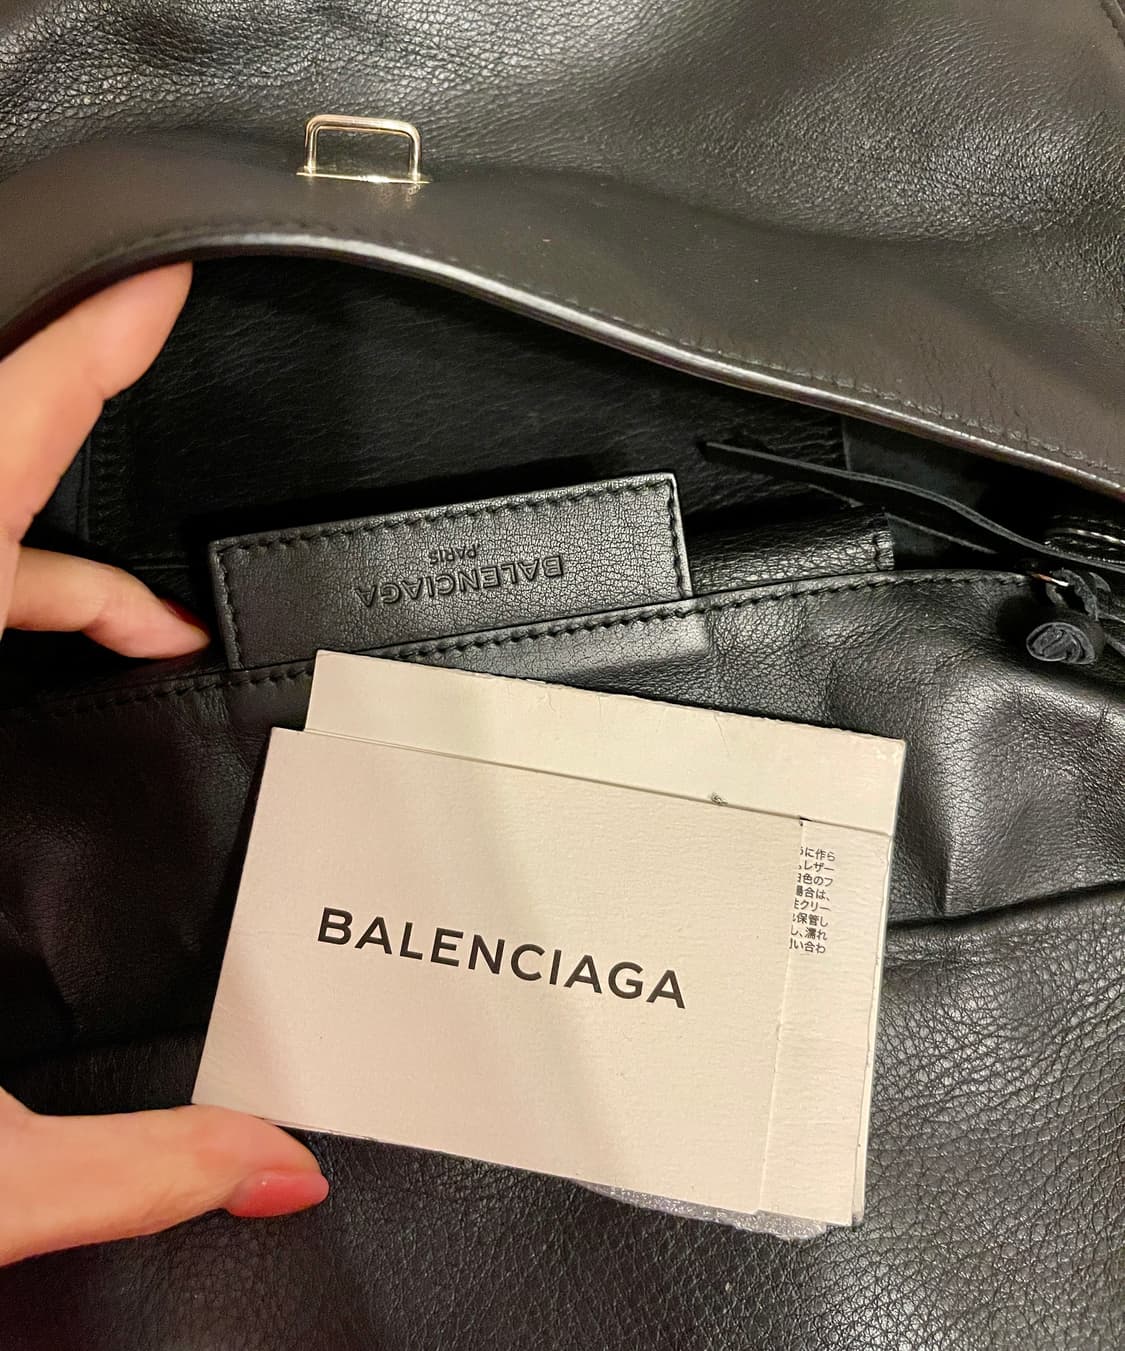 BALENCIAGA
PARIS
BALENCIAGA
に作ら
レザー
色のフ
場合は、
クリー
保管し
し、濡れ
い合わ